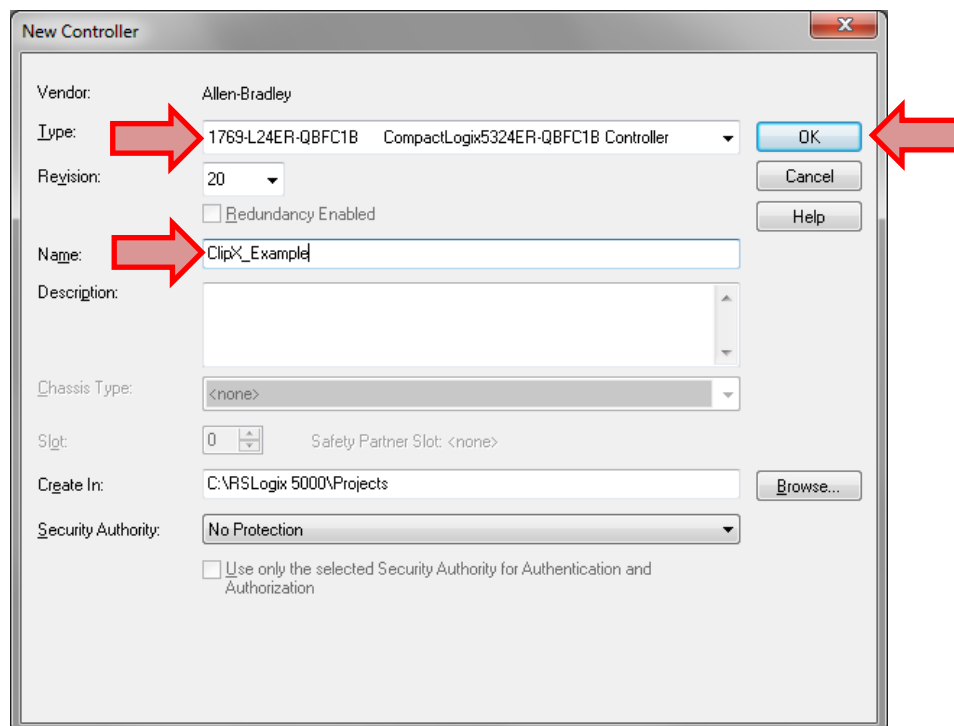 New Controller
Vendor: Allen-Bradley
Type: 1769-L24ER-QBFC1B CompactLogix5324ER-QBFC1B Controller OK
Revision: 20 Cancel
Redundancy Enabled Help
Name: ClipX_Example
Description:
Chassis Type: <none>
Slot: 0 Safety Partner Slot: <none>
Create In: C:\RSLogix 5000\Projects Browse...
Security Authority: No Protection
Use only the selected Security Authority for Authentication and
Authorization